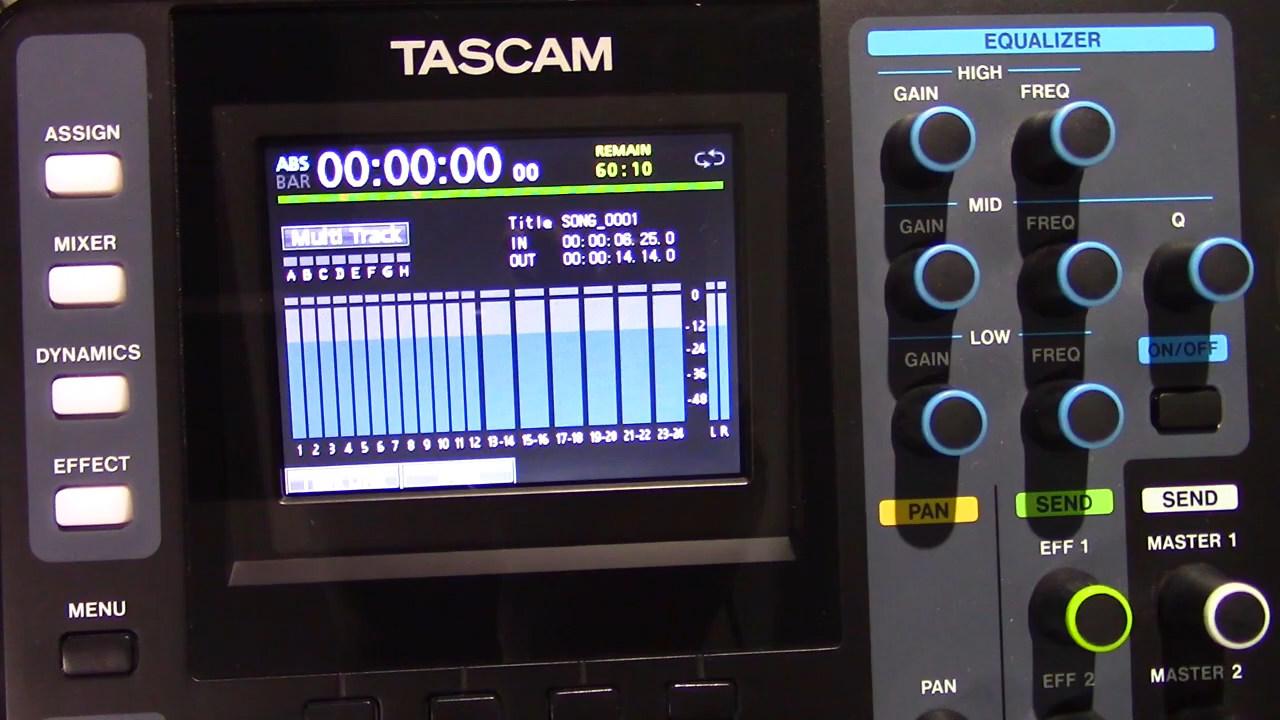 TASCAM
ASSIGN
MIXER
DYNAMICS
EFFECT
MENU
ABS 00:00:00 00
BAR
REMAIN
60:10
Multi Track
A B C D E F G H
Title SONG_0001
IN 00:00:06.25.0
OUT 00:00:14.14.0
0
-12
-24
-36
-48
1 2 3 4 5 6 7 8 9 10 11 12 13-14 15-16 17-18 19-20 21-22 23-24 L R
EQUALIZER
HIGH
GAIN FREQ
MID
GAIN FREQ Q
LOW
GAIN FREQ ON/OFF
PAN SEND SEND
EFF 1 MASTER 1
PAN EFF 2 MASTER 2